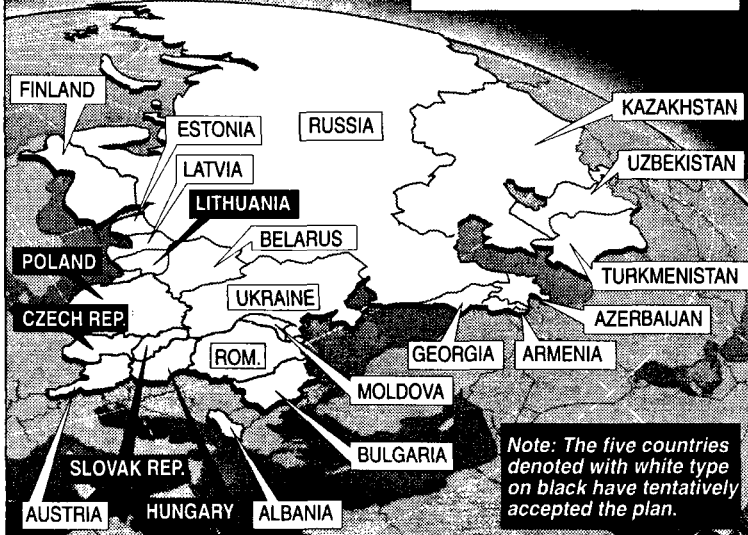 FINLAND
ESTONIA
RUSSIA
KAZAKHSTAN
LATVIA
UZBEKISTAN
LITHUANIA
BELARUS
POLAND
TURKMENISTAN
UKRAINE
CZECH REP.
AZERBAIJAN
ROM.
GEORGIA
ARMENIA
MOLDOVA
BULGARIA
SLOVAK REP.
AUSTRIA
HUNGARY
ALBANIA
Note: The five countries
denoted with white type
on black have tentatively
accepted the plan.